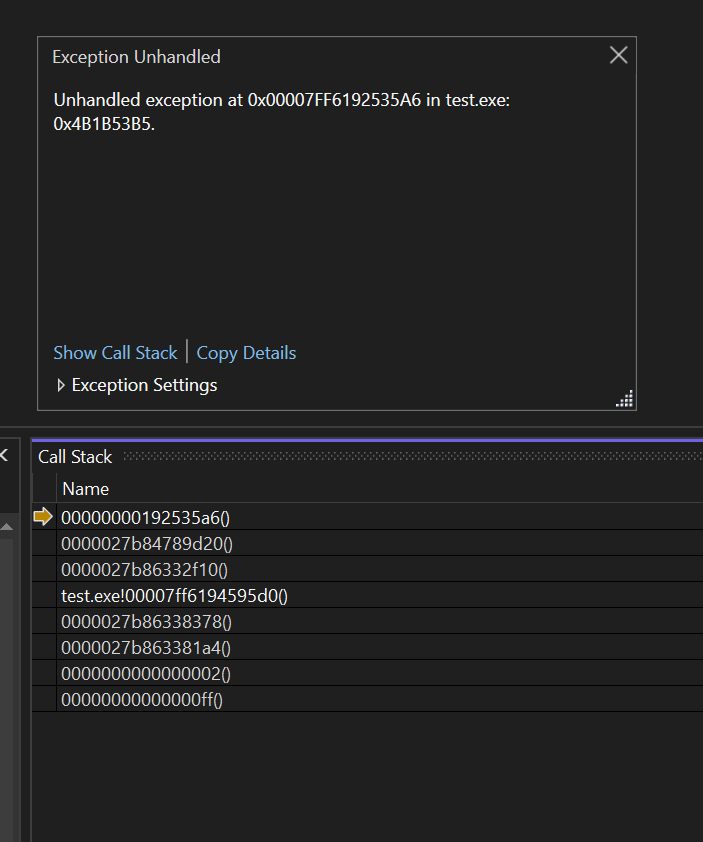 Exception Unhandled
Unhandled exception at 0x00007FF6192535A6 in test.exe:
0x4B1B53B5.
Show Call Stack | Copy Details
Exception Settings
Call Stack
Name
00000000192535a6()
0000027b84789d20()
0000027b86332f10()
test.exe!00007ff6194595d0()
0000027b86338378()
0000027b863381a4()
0000000000000002()
00000000000000ff()